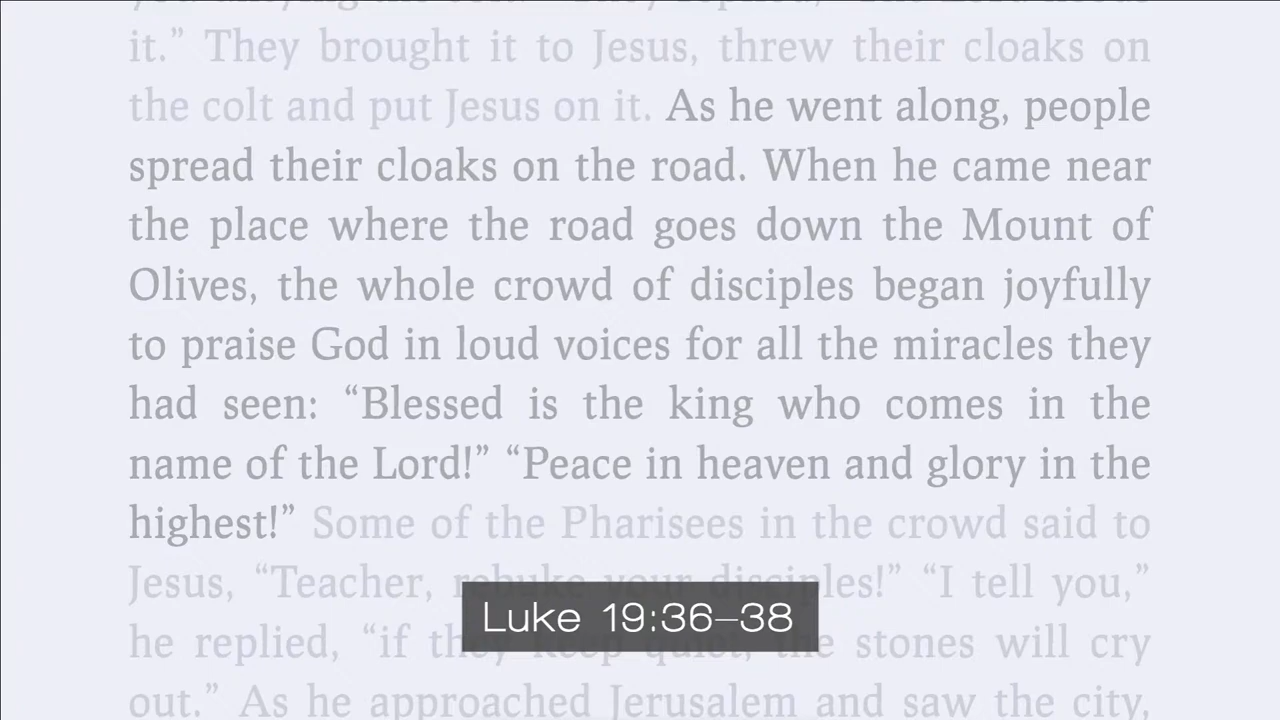 it.” They brought it to Jesus, threw their cloaks on
the colt and put Jesus on it. As he went along, people
spread their cloaks on the road. When he came near
the place where the road goes down the Mount of
Olives, the whole crowd of disciples began joyfully
to praise God in loud voices for all the miracles they
had seen: “Blessed is the king who comes in the
name of the Lord!” “Peace in heaven and glory in the
highest!” Some of the Pharisees in the crowd said to
Jesus, “Teacher, rebuke your disciples!” “I tell you,”
Luke 19:36–38
he replied, “if they keep quiet, the stones will cry
out.” As he approached Jerusalem and saw the city,